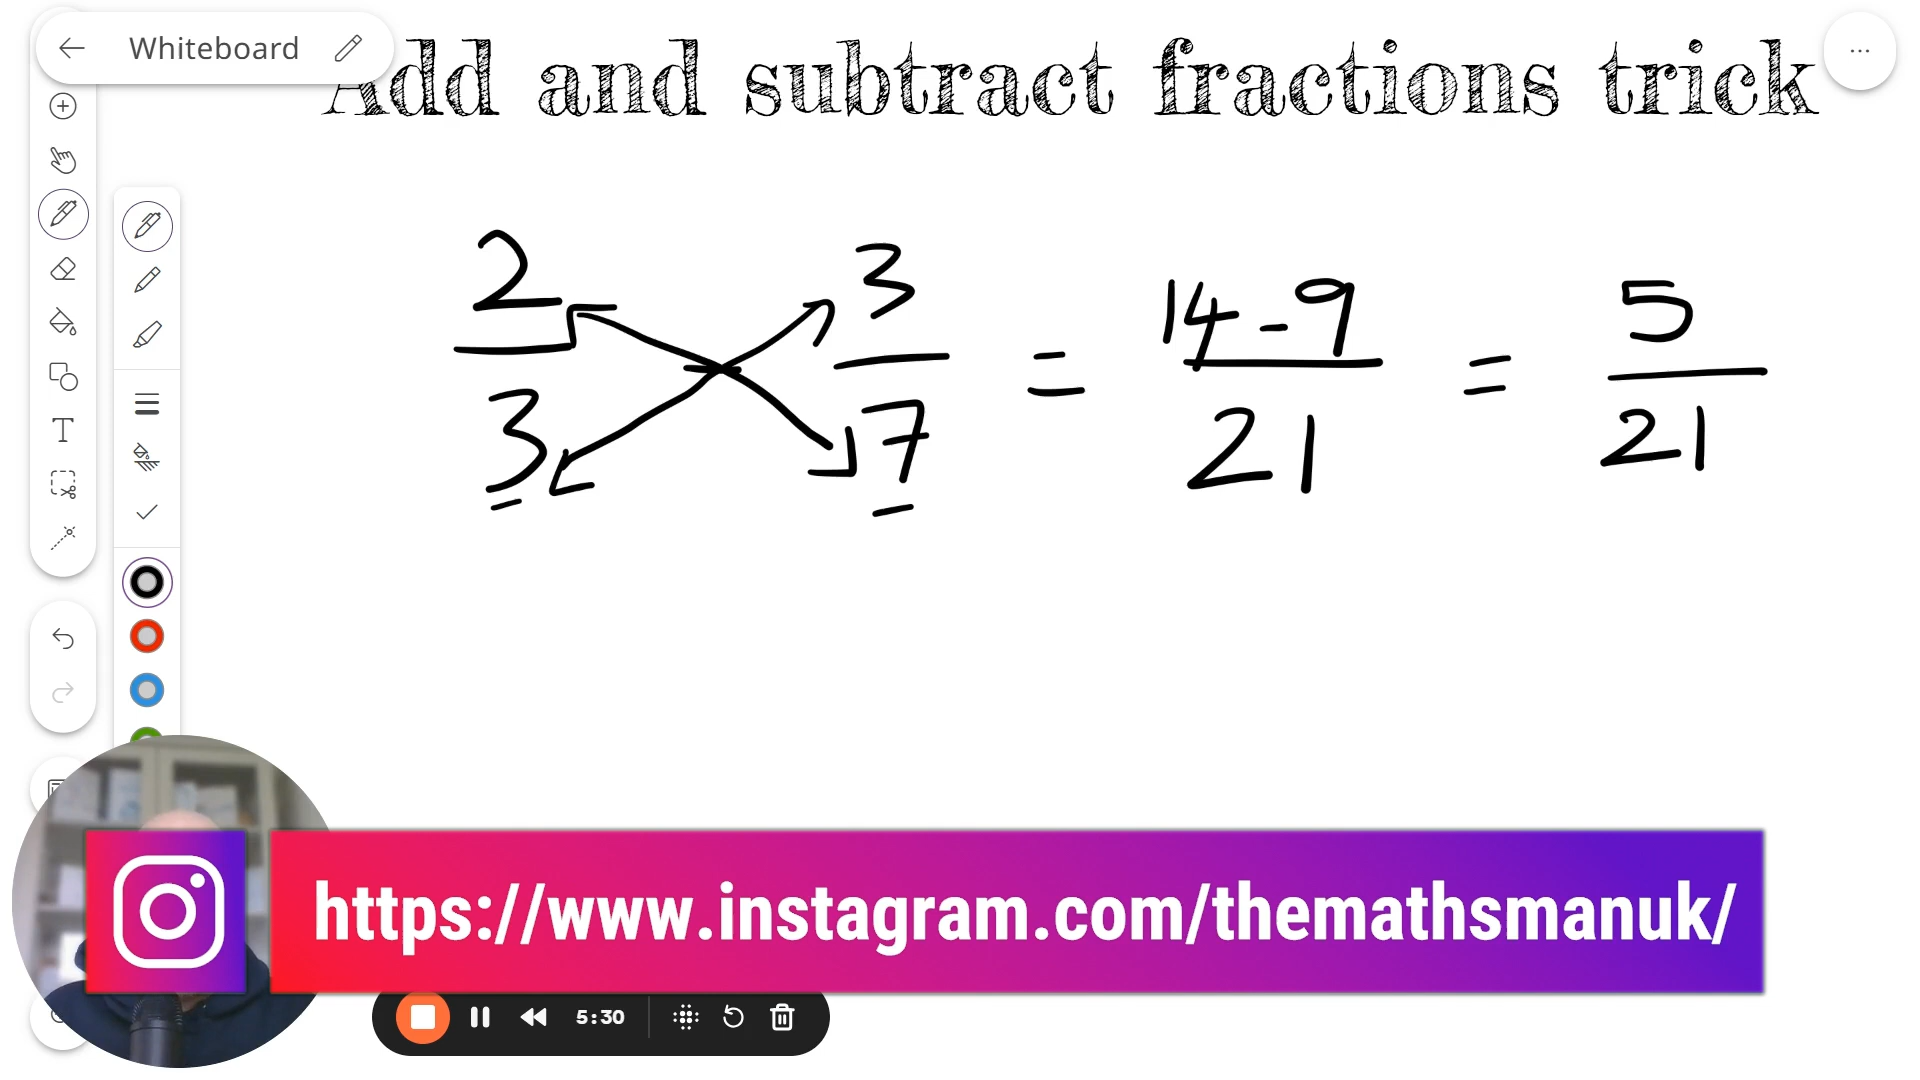 Whiteboard
Add and subtract fractions trick
2 3 14-9 5
- = =
3 7 21 21
T
https://www.instagram.com/themathsmanuk/
5:30